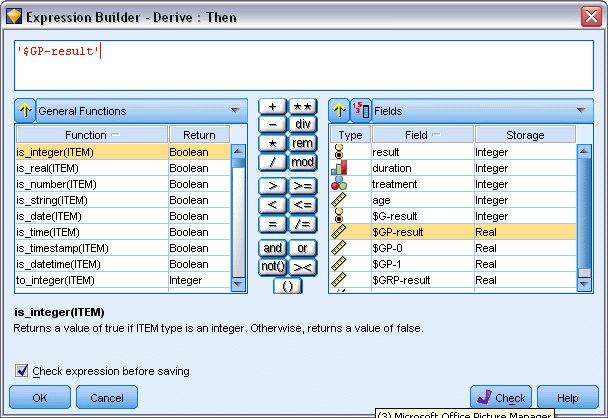 Expression Builder - Derive : Then
'$GP-result'
General Functions
Fields
Function Return
is_integer(ITEM) Boolean
is_real(ITEM) Boolean
is_number(ITEM) Boolean
is_string(ITEM) Boolean
is_date(ITEM) Boolean
is_time(ITEM) Boolean
is_timestamp(ITEM) Boolean
is_datetime(ITEM) Boolean
to_integer(ITEM) Integer
+ **
- div
* rem
/ mod
> >=
< <=
= /=
and or
not() ><
()
Type Field Storage
result Integer
duration Integer
treatment Integer
age Integer
$G-result Integer
$GP-result Real
$GP-0 Real
$GP-1 Real
$GRP-result Real
is_integer(ITEM)
Returns a value of true if ITEM type is an integer. Otherwise, returns a value of false.
Check expression before saving
OK Cancel Check Help
(3) Microsoft Office Picture Manager